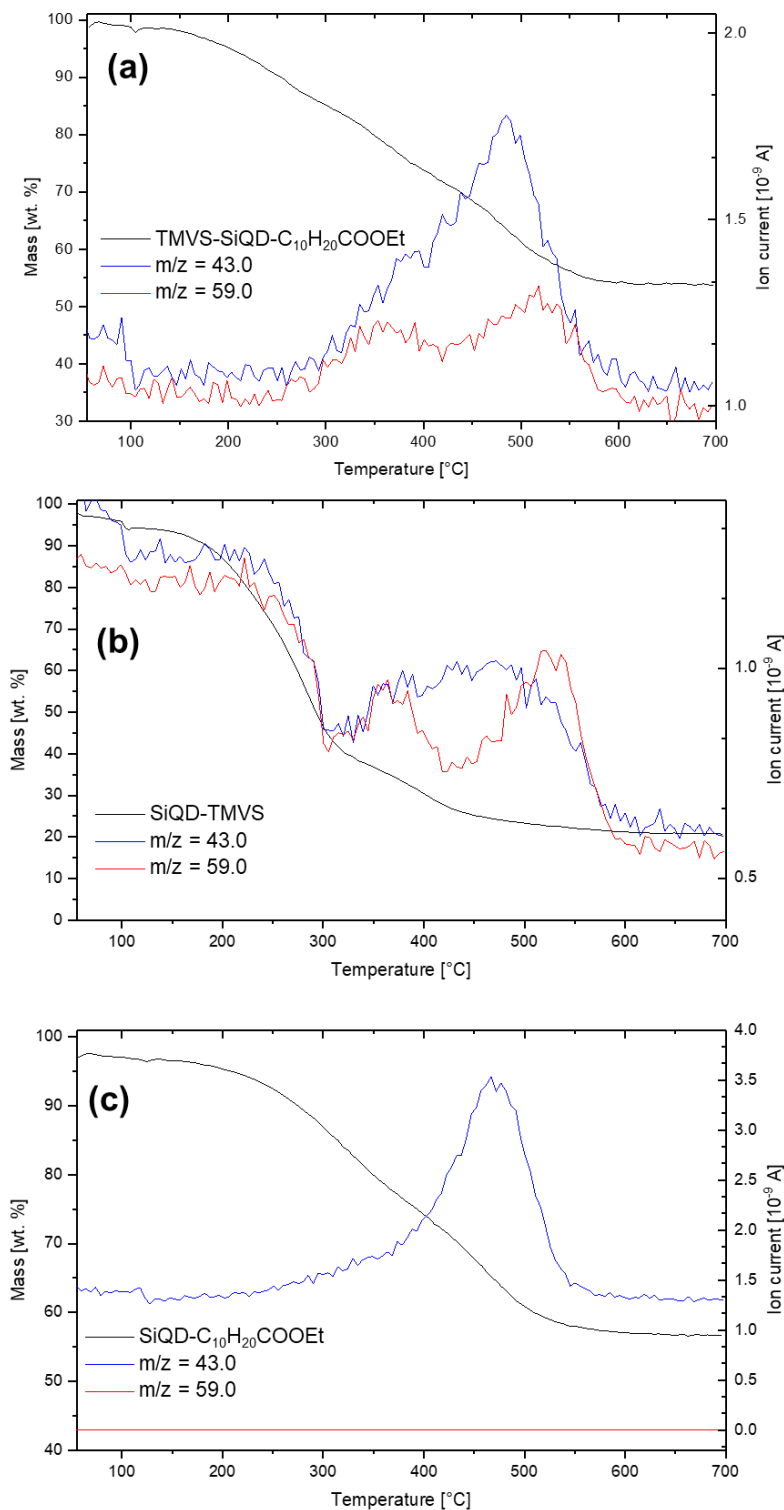 (a)
Mass [wt. %]
100
90
80
70
60
50
40
30
2.0
1.5
1.0
Ion current [10⁻⁹ A]
TMVS-SiQD-C₁₀H₂₀COOEt
m/z = 43.0
m/z = 59.0
100 200 300 400 500 600 700
Temperature [°C]
(b)
Mass [wt. %]
100
90
80
70
60
50
40
30
20
10
0
1.0
0.5
Ion current [10⁻⁹ A]
SiQD-TMVS
m/z = 43.0
m/z = 59.0
100 200 300 400 500 600 700
Temperature [°C]
(c)
Mass [wt. %]
100
90
80
70
60
50
40
4.0
3.5
3.0
2.5
2.0
1.5
1.0
0.5
0.0
Ion current [10⁻⁹ A]
SiQD-C₁₀H₂₀COOEt
m/z = 43.0
m/z = 59.0
100 200 300 400 500 600 700
Temperature [°C]